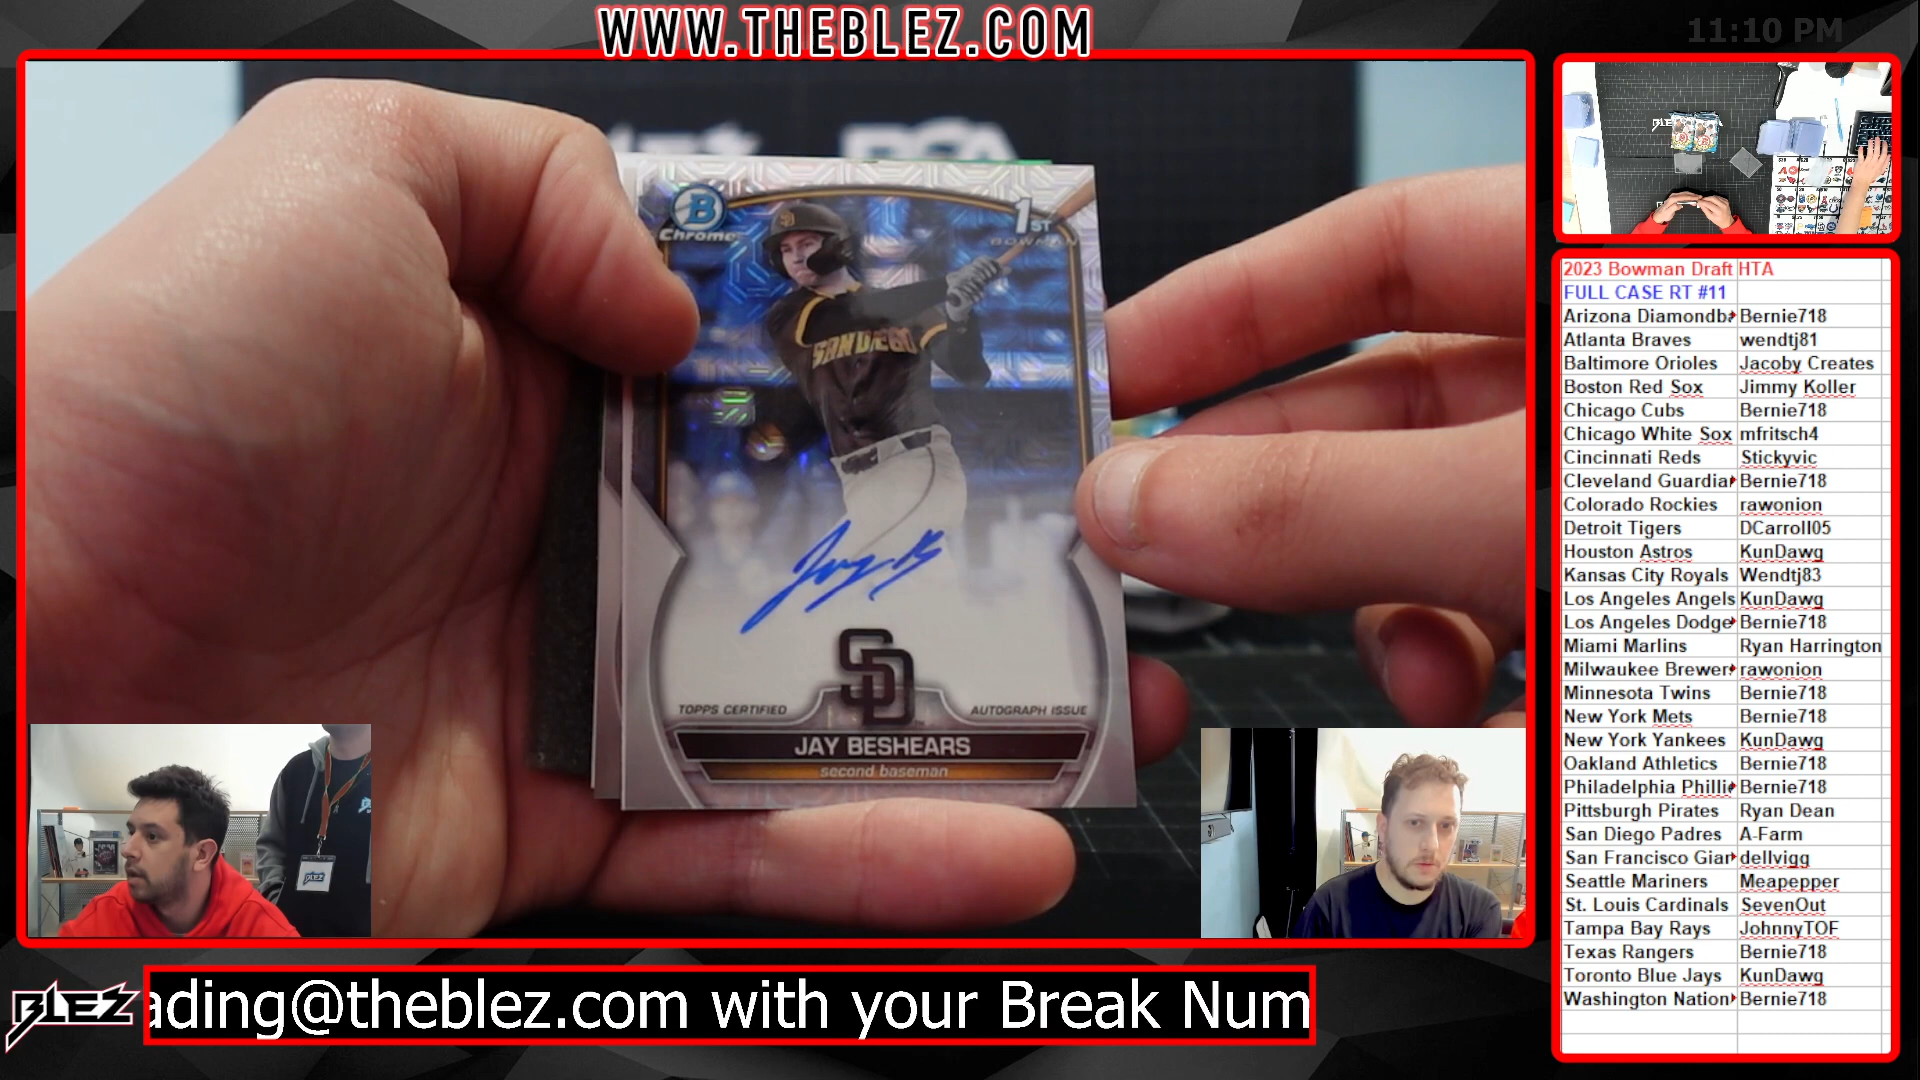 WWW.THEBLEZ.COM
11:10 PM
B
Chrome
1ST
BOWMAN
SD
SAN DIEGO
TOPPS CERTIFIED
AUTOGRAPH ISSUE
SD
JAY BESHEARS
second baseman
BLEZ
ading@theblez.com with your Break Num
2023 Bowman Draft HTA
FULL CASE RT #11
Arizona Diamondba Bernie718
Atlanta Braves wendtj81
Baltimore Orioles Jacoby Creates
Boston Red Sox Jimmy Koller
Chicago Cubs Bernie718
Chicago White Sox mfritsch4
Cincinnati Reds Stickyvic
Cleveland Guardia Bernie718
Colorado Rockies rawonion
Detroit Tigers DCarroll05
Houston Astros KunDawg
Kansas City Royals Wendtj83
Los Angeles Angels KunDawg
Los Angeles Dodge Bernie718
Miami Marlins Ryan Harrington
Milwaukee Brewer rawonion
Minnesota Twins Bernie718
New York Mets Bernie718
New York Yankees KunDawg
Oakland Athletics Bernie718
Philadelphia Phillie Bernie718
Pittsburgh Pirates Ryan Dean
San Diego Padres A-Farm
San Francisco Gian dellvigg
Seattle Mariners Meapepper
St. Louis Cardinals SevenOut
Tampa Bay Rays JohnnyTOF
Texas Rangers Bernie718
Toronto Blue Jays KunDawg
Washington Nation Bernie718